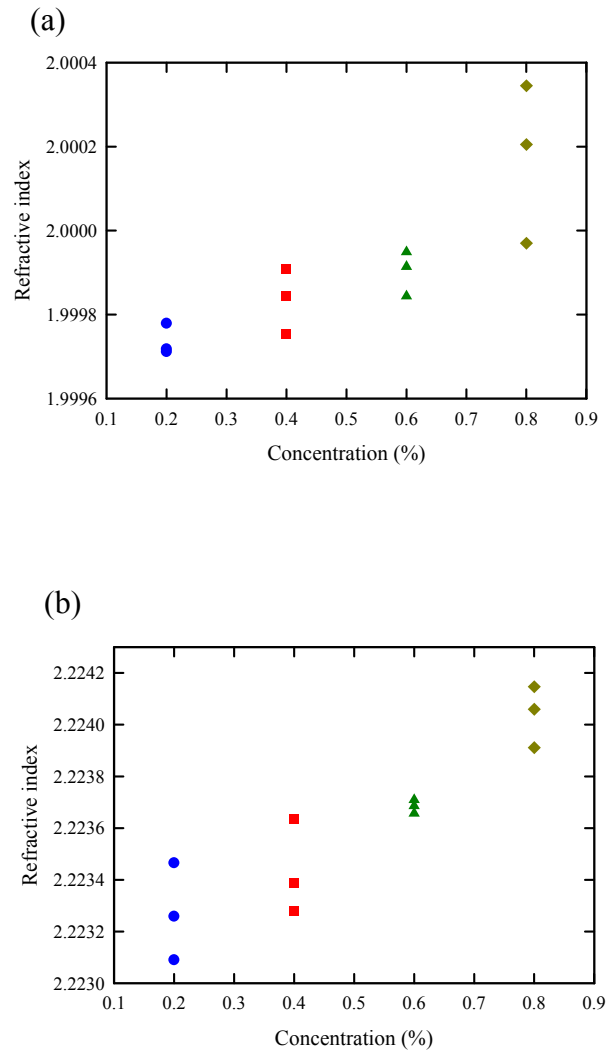 (a)
2.0004
2.0002
2.0000
1.9998
1.9996
Refractive index
0.1 0.2 0.3 0.4 0.5 0.6 0.7 0.8 0.9
Concentration (%)
(b)
2.2242
2.2240
2.2238
2.2236
2.2234
2.2232
2.2230
Refractive index
0.1 0.2 0.3 0.4 0.5 0.6 0.7 0.8 0.9
Concentration (%)